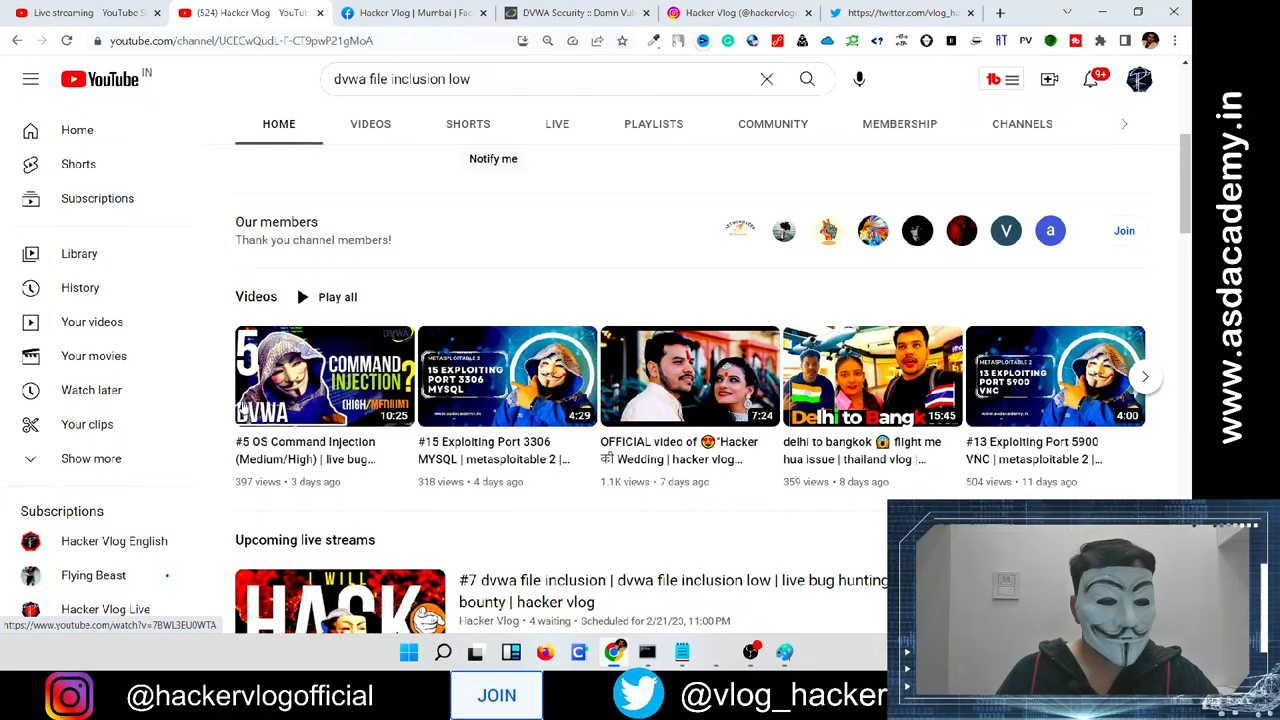 Live streaming - YouTube S
(524) Hacker Vlog - YouTub
Hacker Vlog | Mumbai Fac
DVWA Security :: Damn
Hacker Vlog (@hackervlog
https://twitter.com/vlog_ha
youtube.com/channel/
YouTube IN
dvwa file inclusion low
9+
HOME VIDEOS SHORTS LIVE PLAYLISTS COMMUNITY MEMBERSHIP CHANNELS
Notify me
Home
Shorts
Subscriptions
Library
History
Your videos
Your movies
Watch later
Your clips
Show more
Subscriptions
Hacker Vlog English
Flying Beast
Hacker Vlog Live
Our members
Thank you channel members!
V
a
Join
Videos
Play all
5
DVWA
COMMAND
INJECTION?
(HIGH/MEDIUM)
DVWA
10:25
#5 OS Command Injection
(Medium/High) | live bug...
397 views • 3 days ago
METASPLOITABLE 2
15 EXPLOITING
PORT 3306
MYSQL
www.asdacademy.in
4:29
#15 Exploiting Port 3306
MYSQL | metasploitable 2 |...
318 views • 4 days ago
7:24
OFFICIAL video of 😍"Hacker
की Wedding | hacker vlog...
1.1K views • 7 days ago
Delhi to Bangk
15:45
delhi to bangkok 😱 flight me
hua issue | thailand vlog |...
359 views • 8 days ago
METASPLOITABLE 2
13 EXPLOITING
PORT 5900
VNC
www.asdacademy.in
4:00
#13 Exploiting Port 5900
VNC | metasploitable 2 |...
504 views • 11 days ago
Upcoming live streams
I WILL
HACK
#7 dvwa file inclusion | dvwa file inclusion low | live bug hunting
bounty | hacker vlog
Hacker Vlog • 4 waiting • Scheduled for 2/21/23, 11:00 PM
www.asdacademy.in
@hackervlogofficial
JOIN
@vlog_hacker